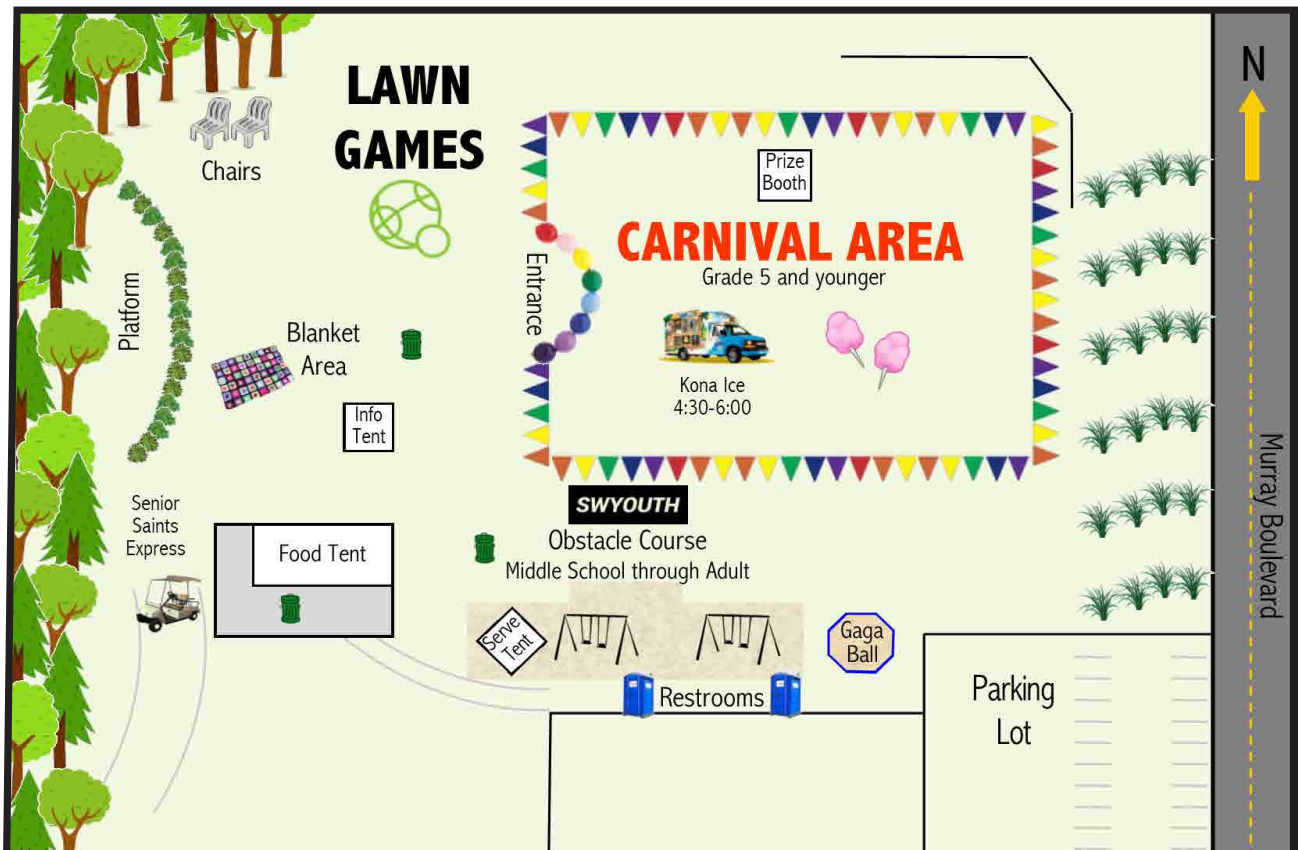 LAWN
GAMES
N
Chairs
Prize
Booth
CARNIVAL AREA
Grade 5 and younger
Entrance
Platform
Blanket
Area
Kona Ice
4:30-6:00
Info
Tent
Murray Boulevard
SWYOUTH
Obstacle Course
Middle School through Adult
Senior
Saints
Express
Food Tent
Serve
Tent
Gaga
Ball
Restrooms
Parking
Lot